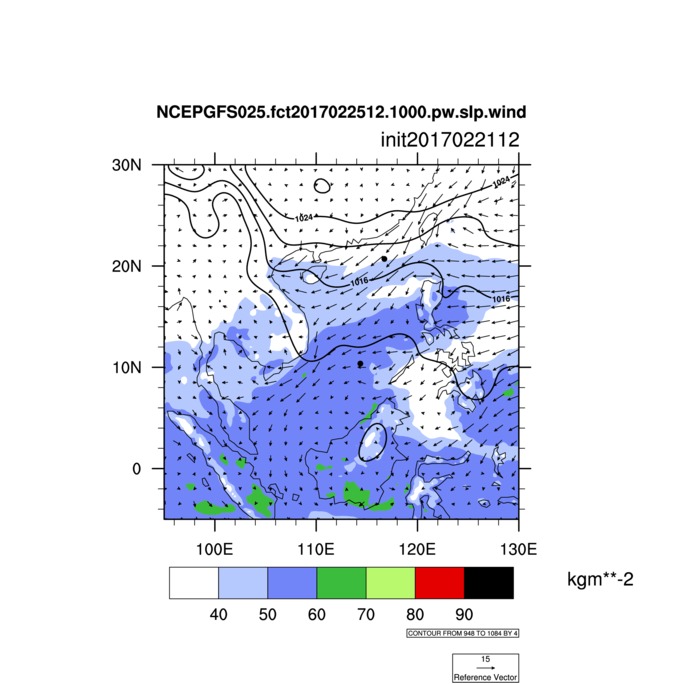 NCEPGFS025.fct2017022512.1000.pw.slp.wind
init2017022112
30N
1024
1024
20N
1016
1016
10N
0
100E 110E 120E 130E
kgm**-2
40 50 60 70 80 90
CONTOUR FROM 948 TO 1084 BY 4
15
Reference Vector